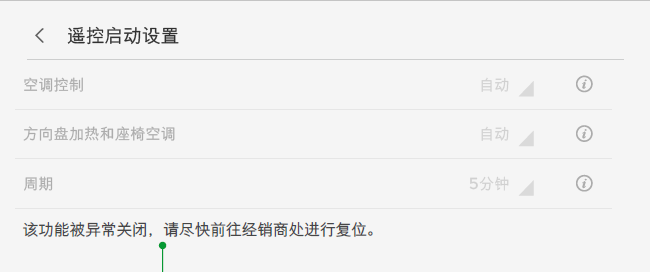 遥控启动设置
空调控制 自动
方向盘加热和座椅空调 自动
周期 5分钟
该功能被异常关闭，请尽快前往经销商处进行复位。